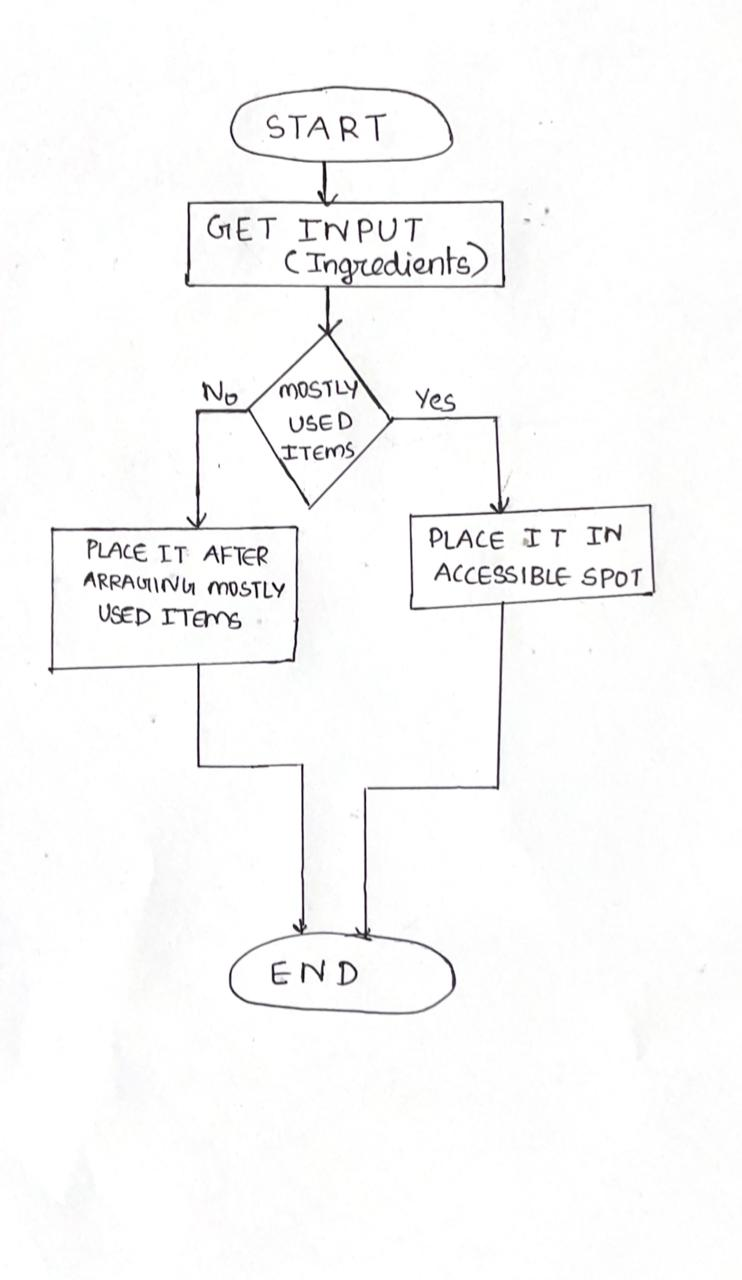 START
GET INPUT
(Ingredients)
No
MOSTLY
USED
ITEMS
Yes
PLACE IT AFTER
ARRAGING MOSTLY
USED ITEMS
PLACE IT IN
ACCESSIBLE SPOT
END